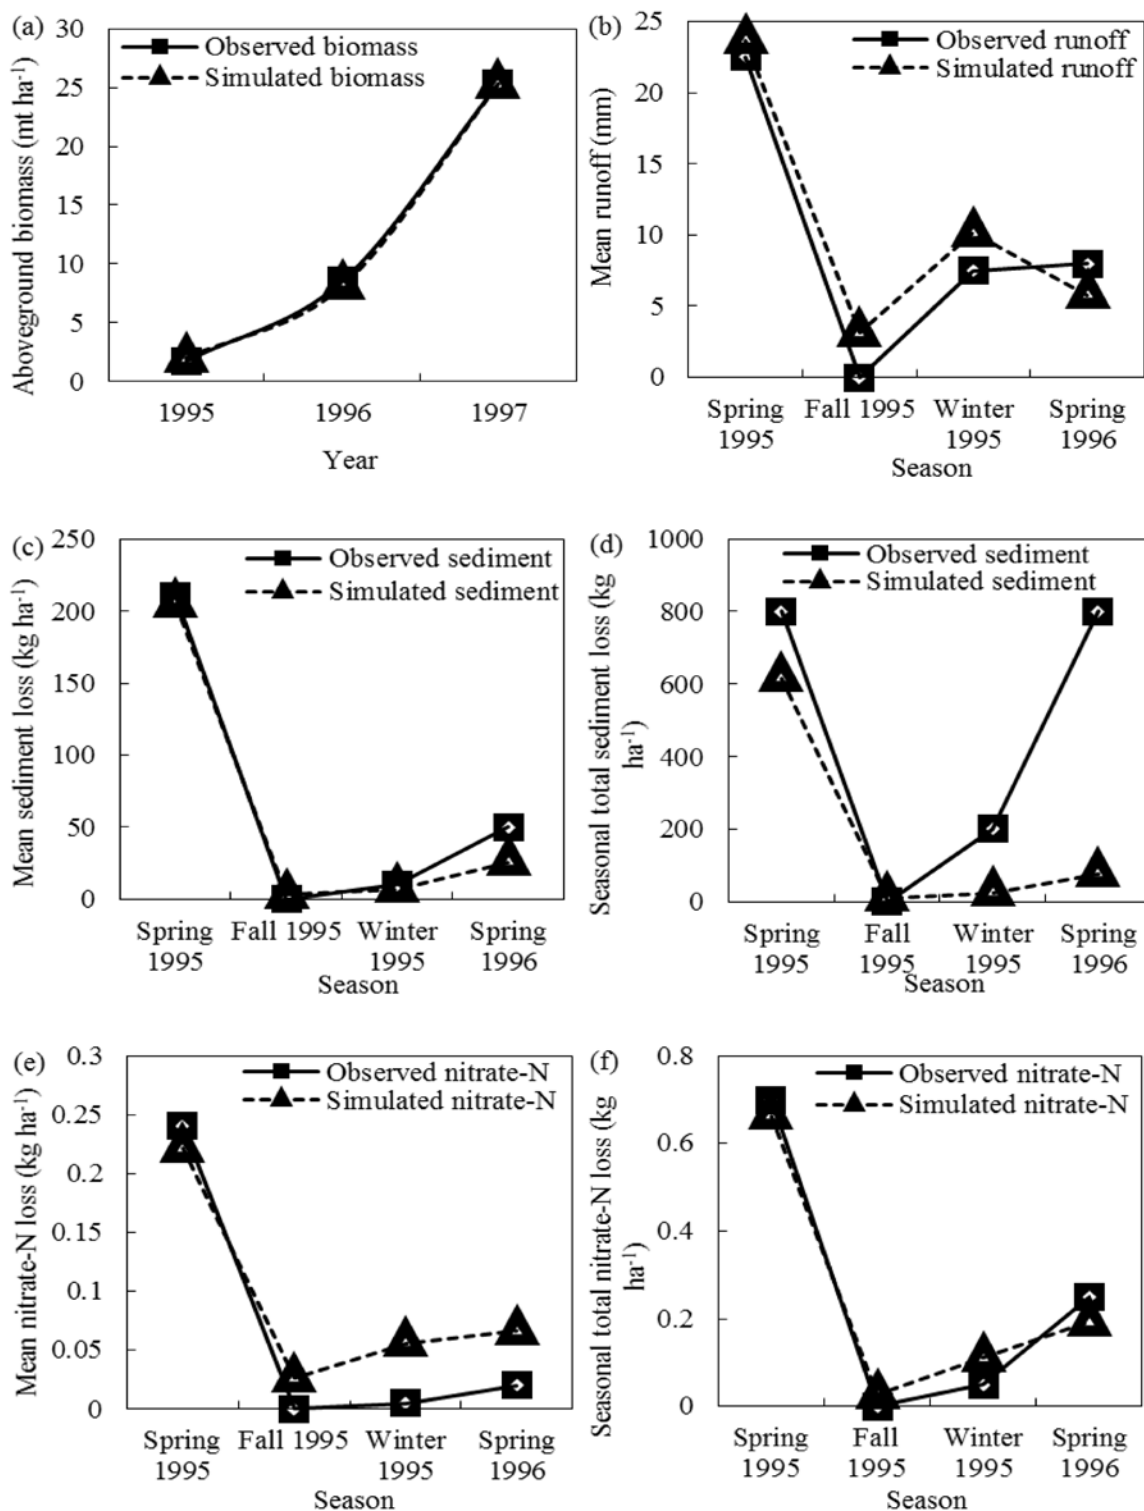 (a)
30
25
20
15
10
5
0
Aboveground biomass (mt ha⁻¹)
Observed biomass
Simulated biomass
1995 1996 1997
Year
(b)
25
20
15
10
5
0
Mean runoff (mm)
Observed runoff
Simulated runoff
Spring Fall 1995 Winter Spring
1995 1995 1996
Season
(c)
250
200
150
100
50
0
Mean sediment loss (kg ha⁻¹)
Observed sediment
Simulated sediment
Spring Fall 1995 Winter Spring
1995 1995 1996
Season
(d)
1000
800
600
400
200
0
Seasonal total sediment loss (kg
ha⁻¹)
Observed sediment
Simulated sediment
Spring Fall Winter Spring
1995 1995 1995 1996
Season
(e)
0.3
0.25
0.2
0.15
0.1
0.05
0
Mean nitrate-N loss (kg ha⁻¹)
Observed nitrate-N
Simulated nitrate-N
Spring Fall 1995 Winter Spring
1995 1995 1996
Season
(f)
0.8
0.6
0.4
0.2
0
Seasonal total nitrate-N loss (kg
ha⁻¹)
Observed nitrate-N
Simulated nitrate-N
Spring Fall Winter Spring
1995 1995 1995 1996
Season